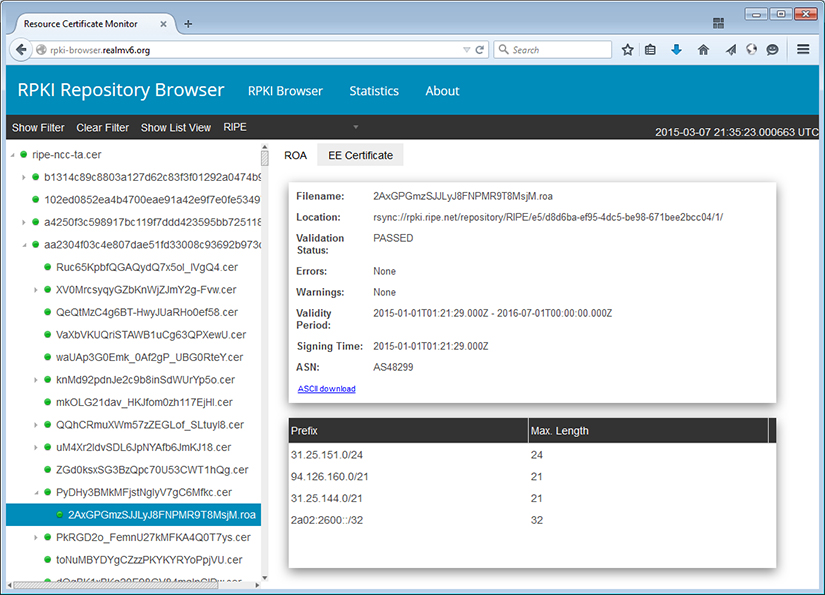 Resource Certificate Monitor
rpki-browser.realmv6.org
Search
RPKI Repository Browser RPKI Browser Statistics About
Show Filter Clear Filter Show List View RIPE
2015-03-07 21:35:23.000663 UTC
ripe-ncc-ta.cer
b1314c89c8803a127d62c83f3f01292a0474b9
102ed0852ea4b4700eae91a42e9f7e0fe5349
a4250f3c598917bc119f7ddd423595bb725118
aa2304f03c4e807dae51fd33008c93692b973c
Ruc65KpbfQGAQydQ7x5ol_lVgQ4.cer
XV0MrcsyqyGZbKnWjZJmY2g-Fvw.cer
QeQtMzC4g6BT-HwyJUaRHo0ef58.cer
VaXbVKUQriSTAWB1uCg63QPXewU.cer
waUAp3G0Emk_0Af2gP_UBG0RteY.cer
knMd92pdnJe2c9b8inSdWUrYp5o.cer
mkOLG21dav_HKJfom0zh117EjHI.cer
QQhCRmuXWm57zZEGLof_SLtuyl8.cer
uM4Xr2ldvSDL6JpNYAfb6JmKJ18.cer
ZGd0ksxSG3BzQpc70U53CWT1hQg.cer
PyDHy3BMkMFjstNglyV7gC6Mfkc.cer
2AxGPGmzSJJLyJ8FNPMR9T8MsjM.roa
PkRGD2o_FemnU27kMFKA4Q0T7ys.cer
toNuMBYDYgCZzzPKYKYRYoPpjVU.cer
ROA EE Certificate
Filename: 2AxGPGmzSJJLyJ8FNPMR9T8MsjM.roa
Location: rsync://rpki.ripe.net/repository/RIPE/e5/d8d6ba-ef95-4dc5-be98-671bee2bcc04/1/
Validation PASSED
Status:
Errors: None
Warnings: None
Validity 2015-01-01T01:21:29.000Z - 2016-07-01T00:00:00.000Z
Period:
Signing Time: 2015-01-01T01:21:29.000Z
ASN: AS48299
ASCII download
Prefix Max. Length
31.25.151.0/24 24
94.126.160.0/21 21
31.25.144.0/21 21
2a02:2600::/32 32